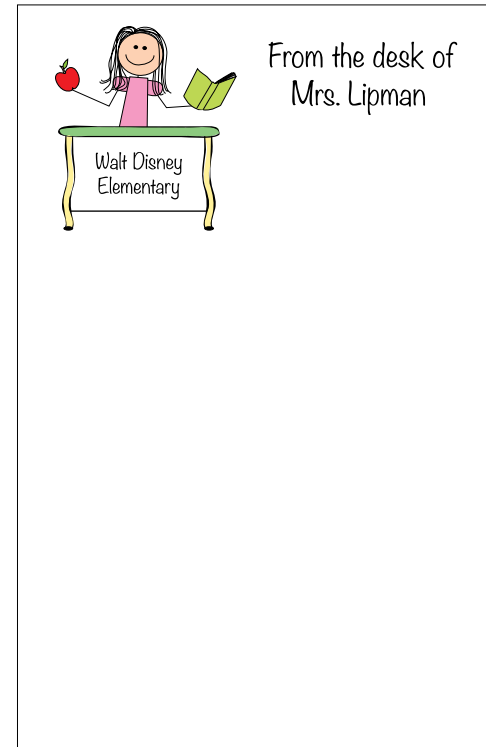 From the desk of
Mrs. Lipman
Walt Disney
Elementary